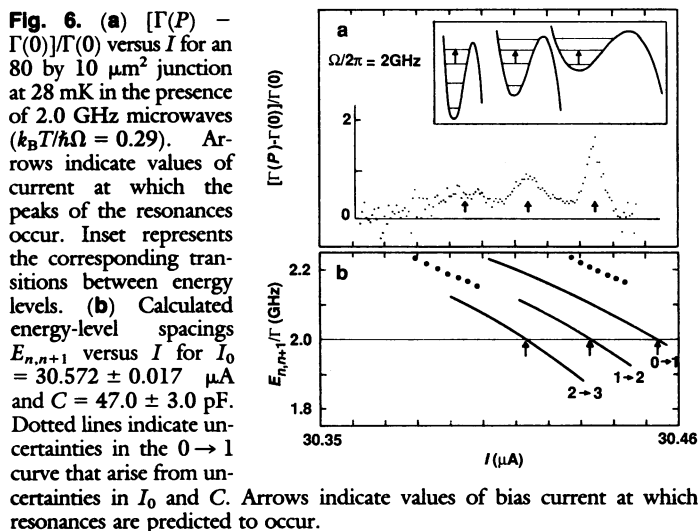 Fig. 6. (a) [Γ(P) −
Γ(0)]/Γ(0) versus I for an
80 by 10 μm² junction
at 28 mK in the presence
of 2.0 GHz microwaves
(k_BT/ℏΩ = 0.29). Ar-
rows indicate values of
current at which the
peaks of the resonances
occur. Inset represents
the corresponding tran-
sitions between energy
levels. (b) Calculated
energy-level spacings
E_{n,n+1} versus I for I₀
= 30.572 ± 0.017 μA
and C = 47.0 ± 3.0 pF.
Dotted lines indicate un-
certainties in the 0 → 1
curve that arise from un-
certainties in I₀ and C. Arrows indicate values of bias current at which
resonances are predicted to occur.
a
Ω/2π = 2GHz
[Γ(P)-Γ(0)]/Γ(0)
2
1
0
b
E_{n,n+1}/Γ (GHz)
2.2
2.0
1.8
0→1
1→2
2→3
30.35
30.46
I (μA)